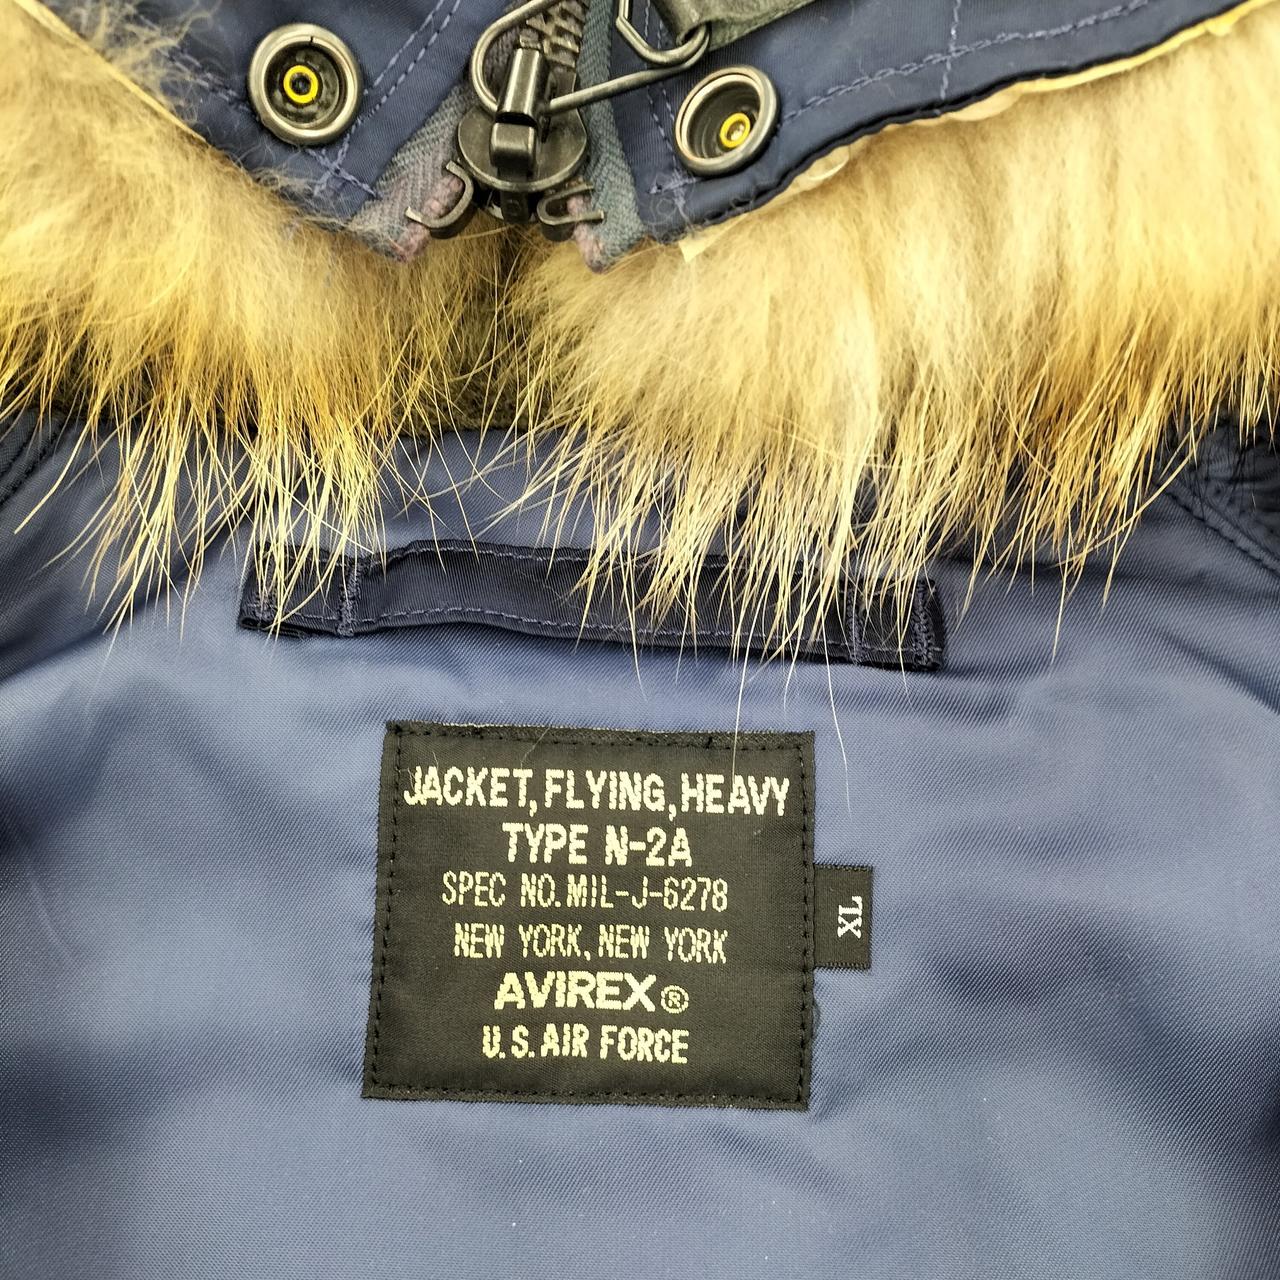 JACKET, FLYING, HEAVY
TYPE N-2A
SPEC NO. MIL-J-6278
NEW YORK, NEW YORK
AVIREX®
U.S. AIR FORCE
XL